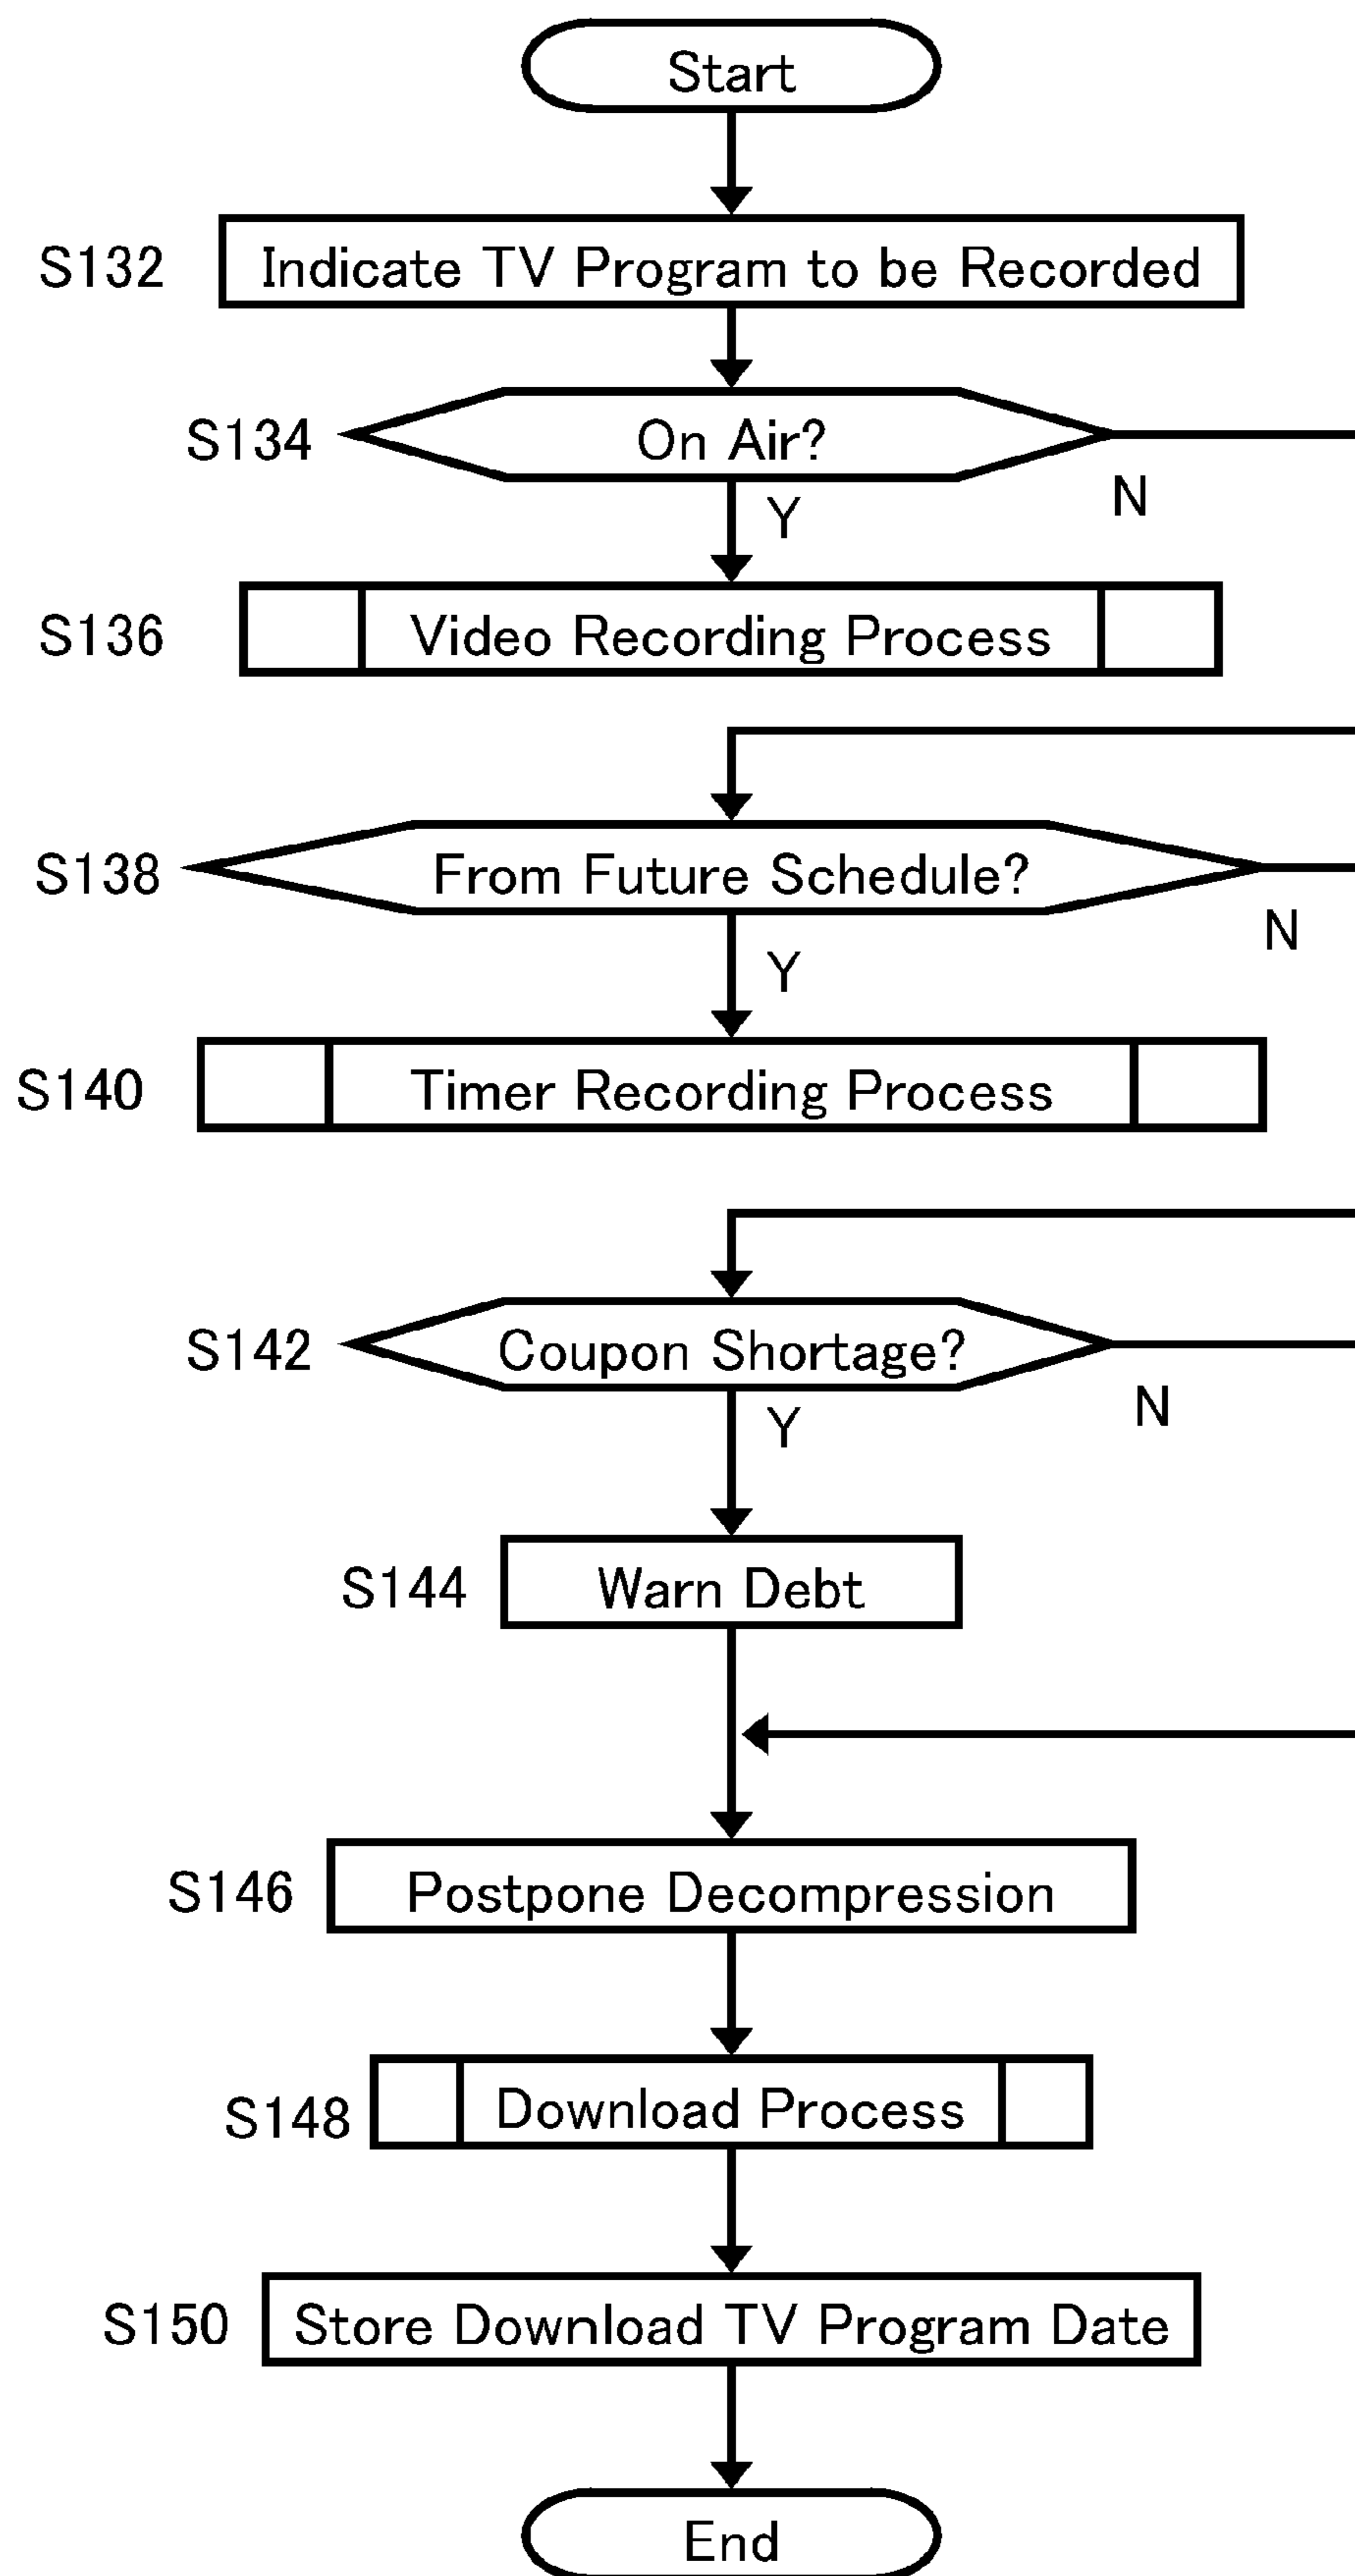 Start
S132
Indicate TV Program to be Recorded
S134
On Air?
N
Y
S136
Video Recording Process
S138
From Future Schedule?
N
Y
S140
Timer Recording Process
S142
Coupon Shortage?
N
Y
S144
Warn Debt
S146
Postpone Decompression
S148
Download Process
S150
Store Download TV Program Date
End